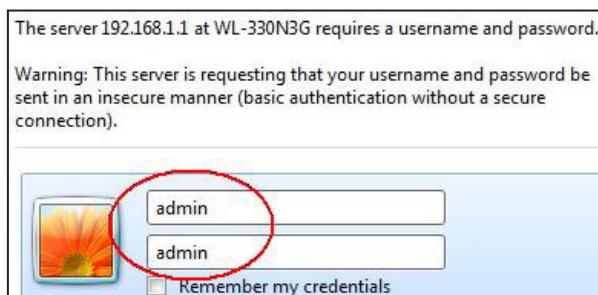 The server 192.168.1.1 at WL-330N3G requires a username and password.
Warning: This server is requesting that your username and password be
sent in an insecure manner (basic authentication without a secure
connection).
admin
admin
Remember my credentials